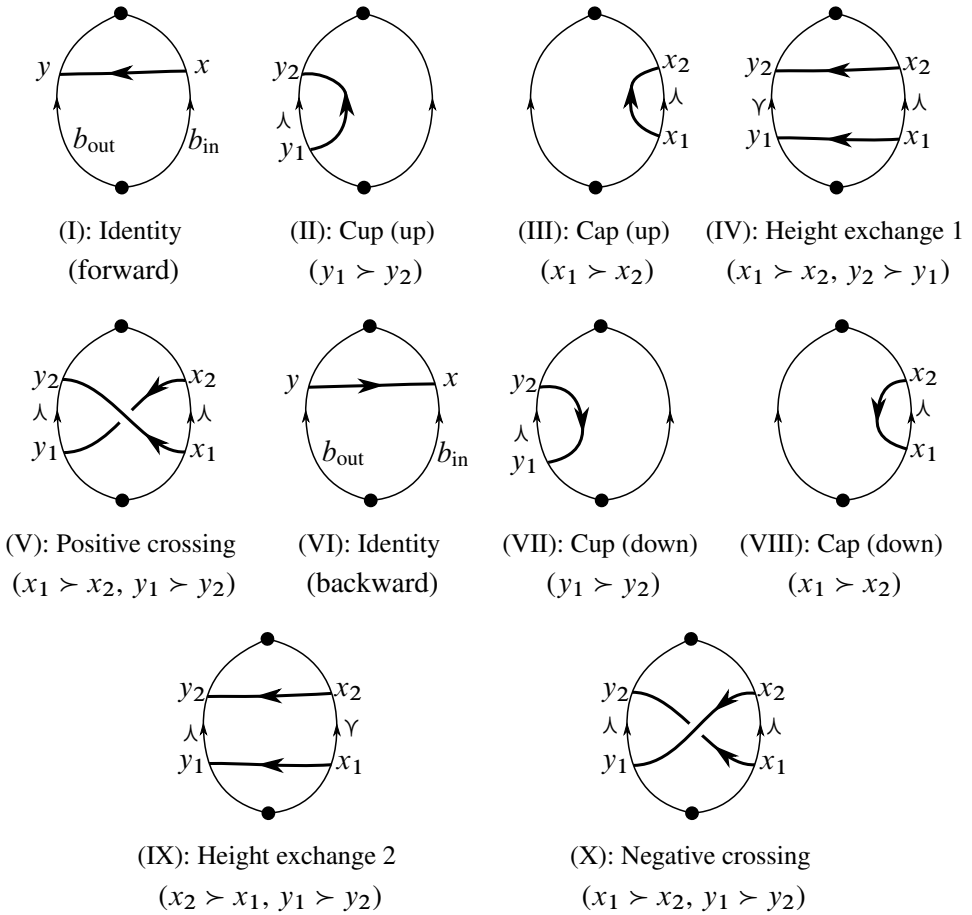 y x y₂ x₂ y₂ x₂
⋏ ⋏ ⋎ ⋏
b_out b_in y₁ x₁ y₁ x₁
(I): Identity (II): Cup (up) (III): Cap (up) (IV): Height exchange 1
(forward) (y₁ ≻ y₂) (x₁ ≻ x₂) (x₁ ≻ x₂, y₂ ≻ y₁)
y₂ x₂ y x y₂ x₂
⋏ ⋏ ⋏ ⋏
y₁ x₁ b_out b_in y₁ x₁
(V): Positive crossing (VI): Identity (VII): Cup (down) (VIII): Cap (down)
(x₁ ≻ x₂, y₁ ≻ y₂) (backward) (y₁ ≻ y₂) (x₁ ≻ x₂)
y₂ x₂ y₂ x₂
⋏ ⋎ ⋏ ⋏
y₁ x₁ y₁ x₁
(IX): Height exchange 2 (X): Negative crossing
(x₂ ≻ x₁, y₁ ≻ y₂) (x₁ ≻ x₂, y₁ ≻ y₂)